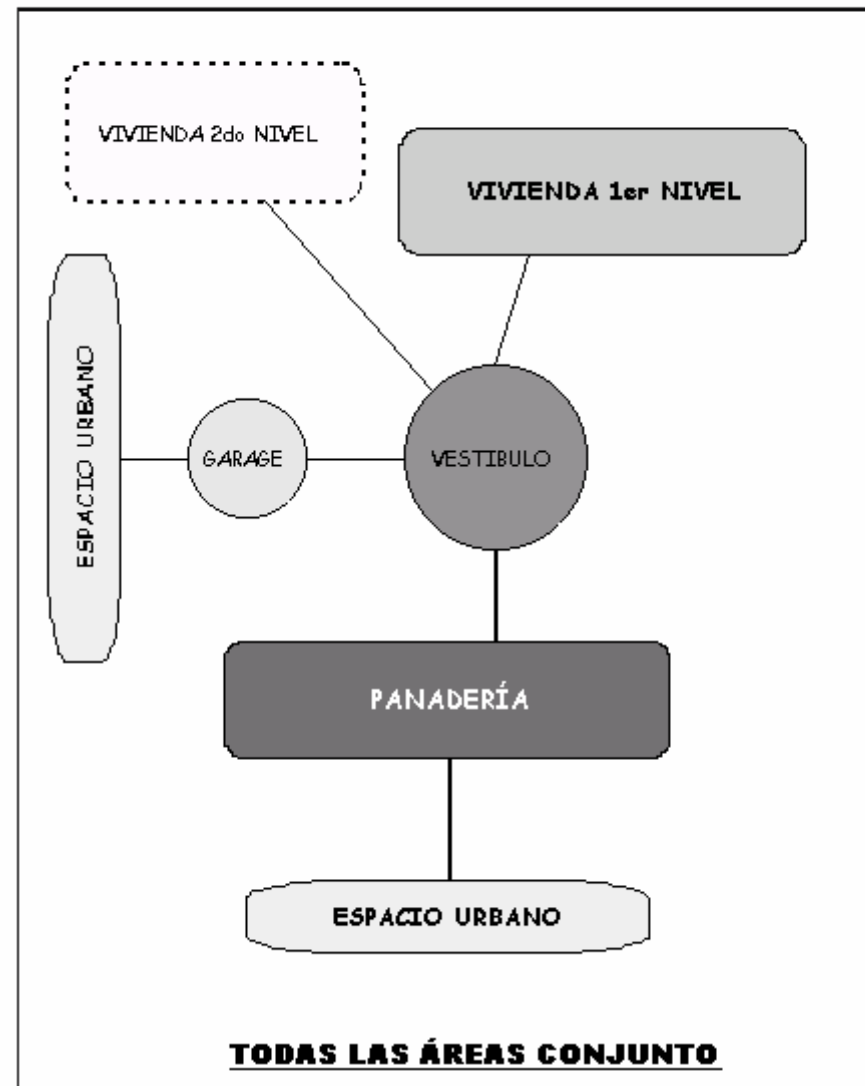 VIVIENDA 2do NIVEL
VIVIENDA 1er NIVEL
ESPACIO URBANO
GARAGE
VESTIBULO
PANADERÍA
ESPACIO URBANO
TODAS LAS ÁREAS CONJUNTO